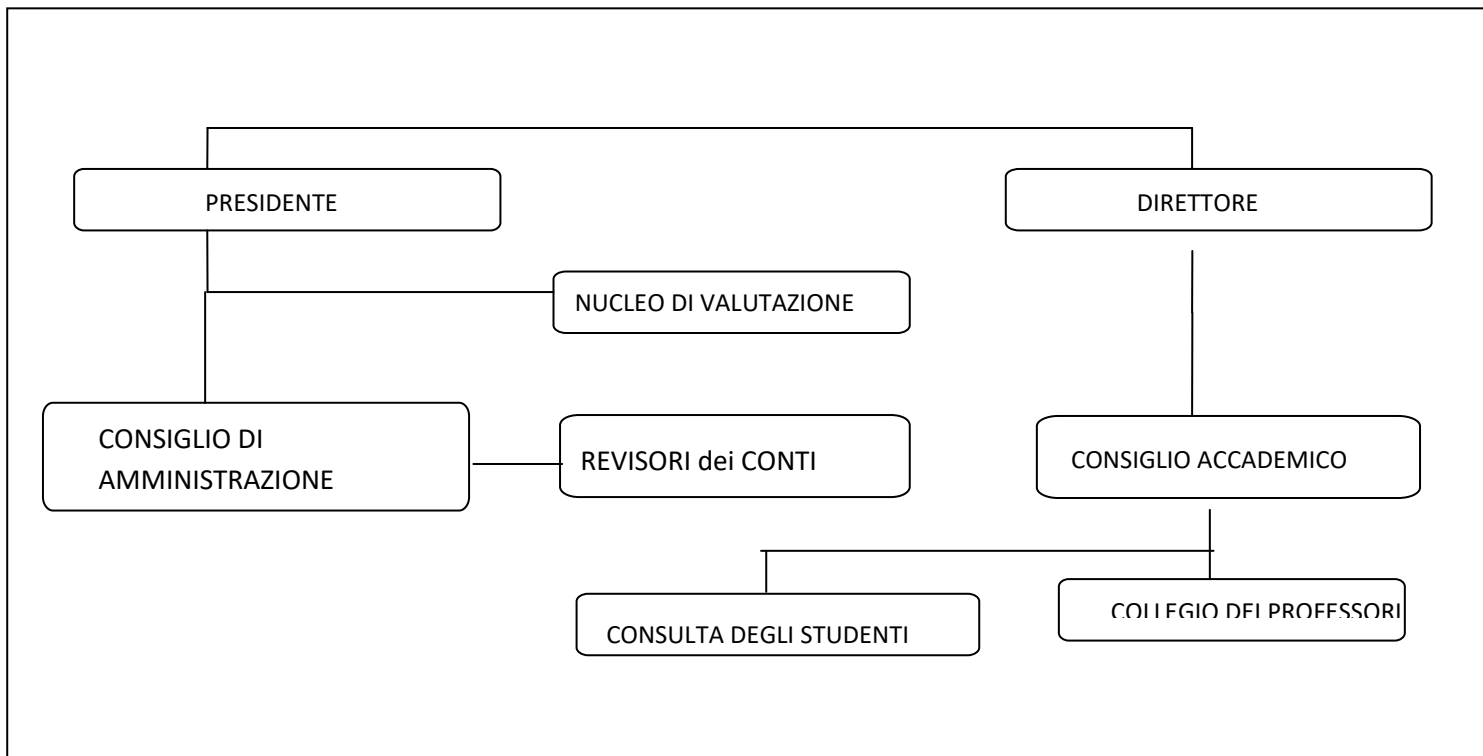 PRESIDENTE
DIRETTORE
NUCLEO DI VALUTAZIONE
CONSIGLIO DI
AMMINISTRAZIONE
REVISORI dei CONTI
CONSIGLIO ACCADEMICO
CONSULTA DEGLI STUDENTI
COLLEGIO DEI PROFESSORI